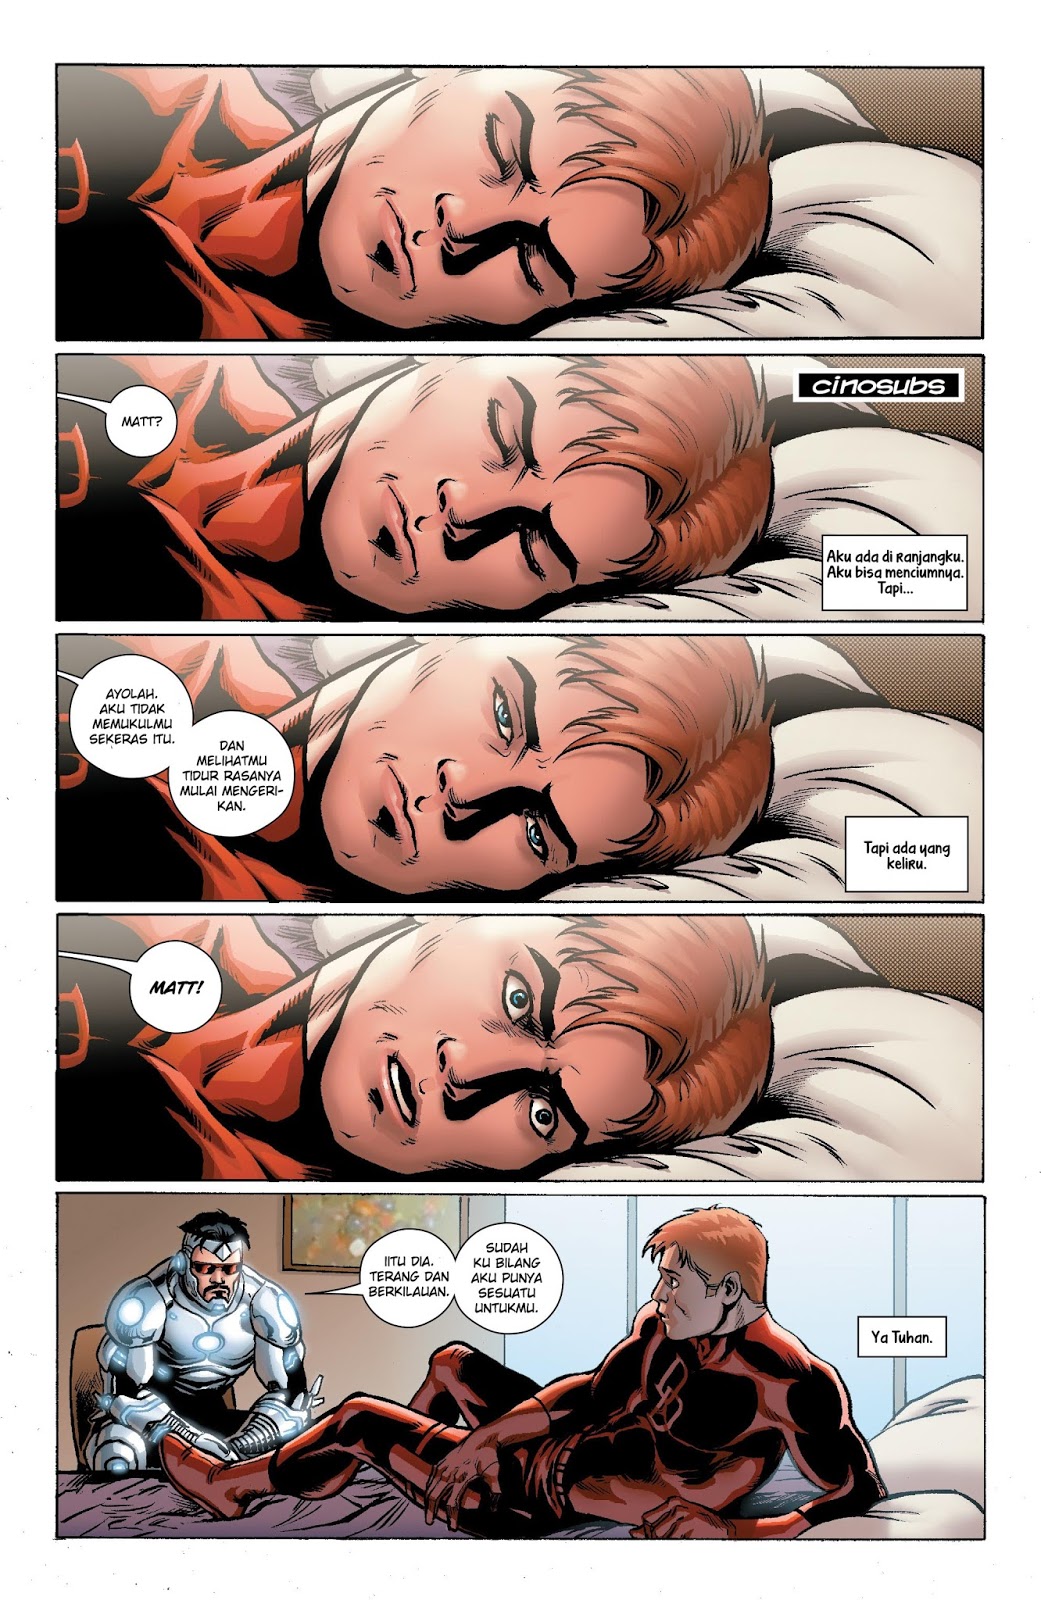 MATT?
cinosubs
Aku ada di Ranjangku.
Aku bisa menciumnya.
Tapi...
AYOLAH.
AKU TIDAK
MEMUKULMU
SEKERAS ITU.
DAN
MELIHATMU
TIDUR RASANYA
MULAI MENGERI-
KAN.
Tapi ada yang
keliru.
MATT!
IITU DIA.
TERANG DAN
BERKILAUAN.
SUDAH
KU BILANG
AKU PUNYA
SESUATU
UNTUKMU.
Ya Tuhan.